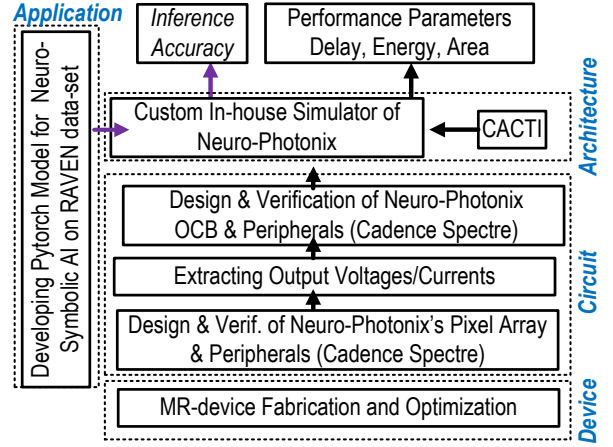 Application
Inference
Accuracy
Performance Parameters
Delay, Energy, Area
Developing Pytorch Model for Neuro-
Symbolic AI on RAVEN data-set
Custom In-house Simulator of
Neuro-Photonix
CACTI
Architecture
Design & Verification of Neuro-Photonix
OCB & Peripherals (Cadence Spectre)
Extracting Output Voltages/Currents
Design & Verif. of Neuro-Photonix's Pixel Array
& Peripherals (Cadence Spectre)
Circuit
MR-device Fabrication and Optimization
Device